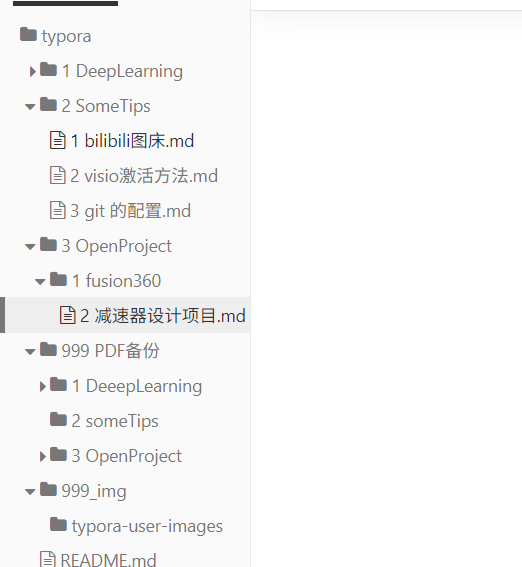 typora
1 DeepLearning
2 SomeTips
1 bilibili图床.md
2 visio激活方法.md
3 git 的配置.md
3 OpenProject
1 fusion360
2 减速器设计项目.md
999 PDF备份
1 DeeepLearning
2 someTips
3 OpenProject
999_img
typora-user-images
README.md